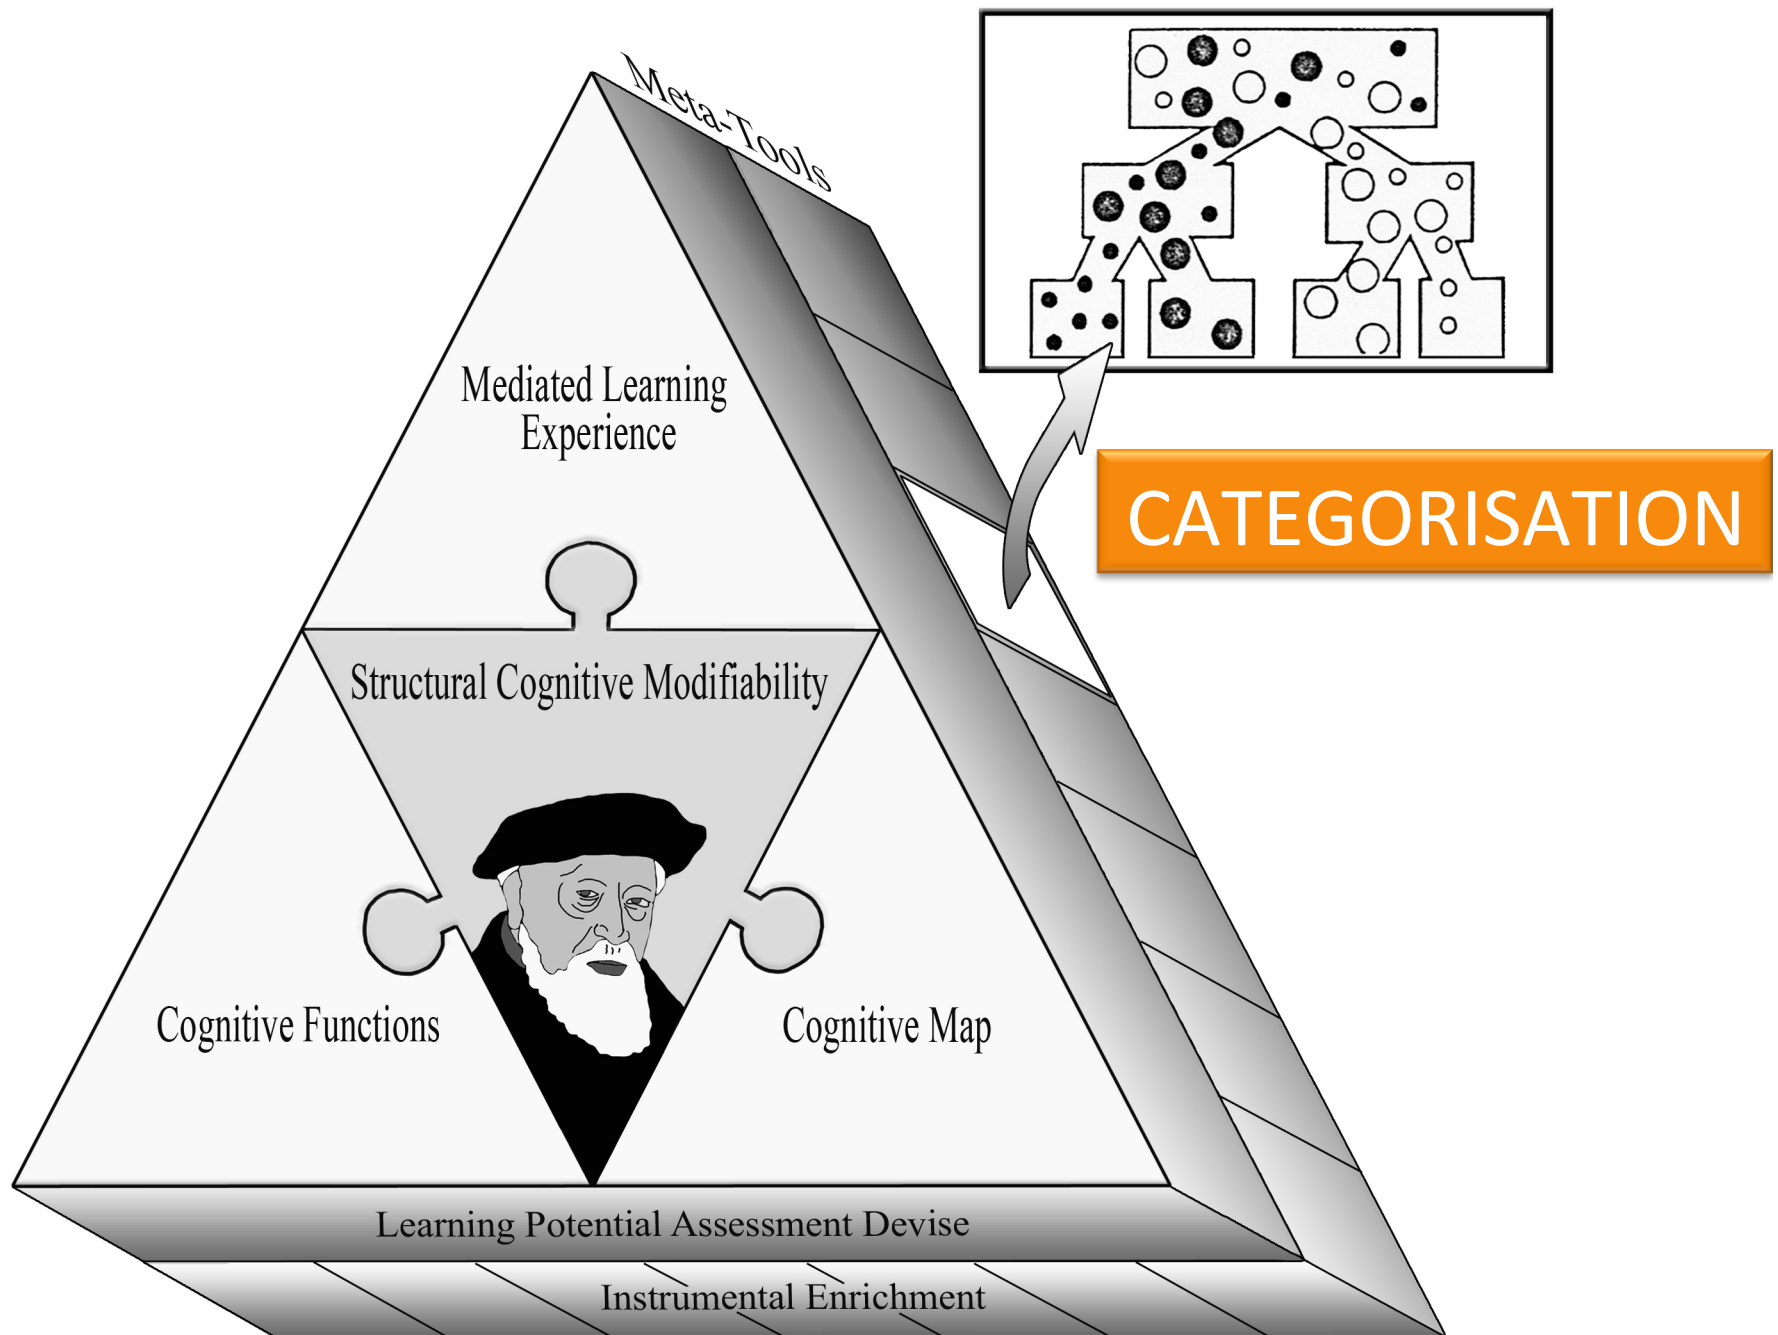 Meta-Tools
Mediated Learning
Experience
CATEGORISATION
Structural Cognitive Modifiability
Cognitive Functions
Cognitive Map
Learning Potential Assessment Devise
Instrumental Enrichment